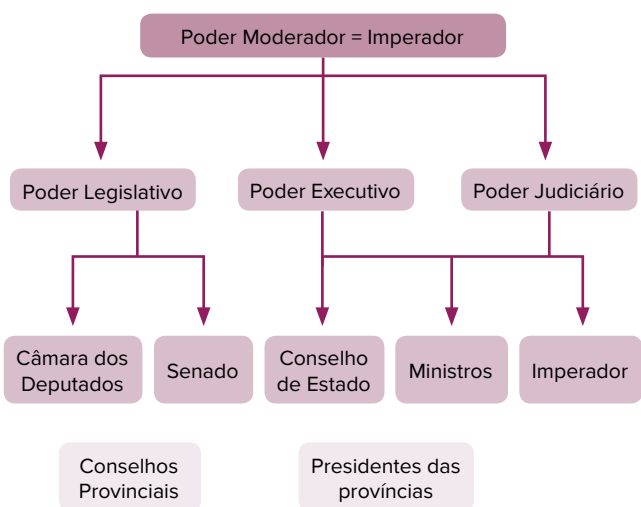 Poder Moderador = Imperador
Poder Legislativo
Poder Executivo
Poder Judiciário
Câmara dos
Deputados
Senado
Conselho
de Estado
Ministros
Imperador
Conselhos
Provinciais
Presidentes das
províncias